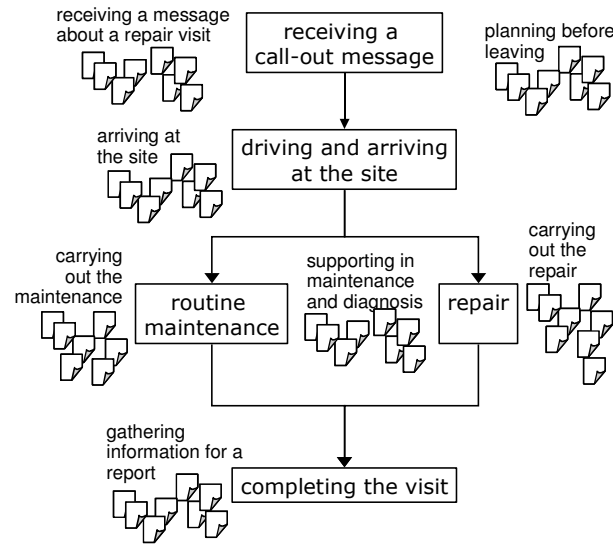 receiving a message
about a repair visit
receiving a
call-out message
planning before
leaving
arriving at
the site
driving and arriving
at the site
carrying
out the
maintenance
routine
maintenance
supporting in
maintenance
and diagnosis
repair
carrying
out the
repair
gathering
information for a
report
completing the visit